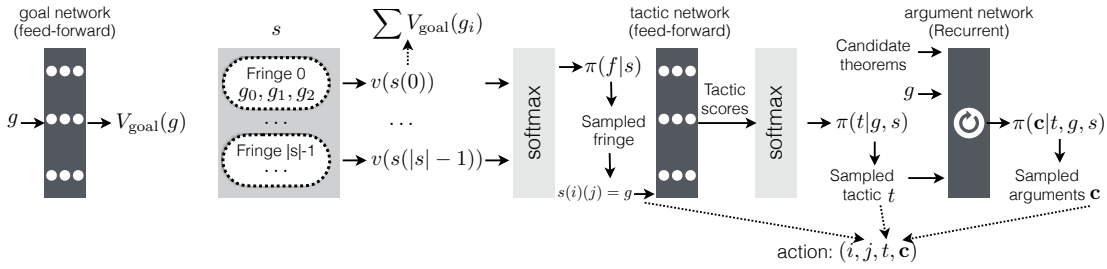 goal network
(feed-forward)
g
V_goal(g)
s
Fringe 0
g_0, g_1, g_2
...
Fringe |s|-1
...
∑ V_goal(g_i)
v(s(0))
...
v(s(|s| − 1))
softmax
π(f|s)
Sampled
fringe
s(i)(j) = g
tactic network
(feed-forward)
Tactic
scores
softmax
π(t|g, s)
Sampled
tactic t
argument network
(Recurrent)
Candidate
theorems
g
π(c|t, g, s)
Sampled
arguments c
action: (i, j, t, c)